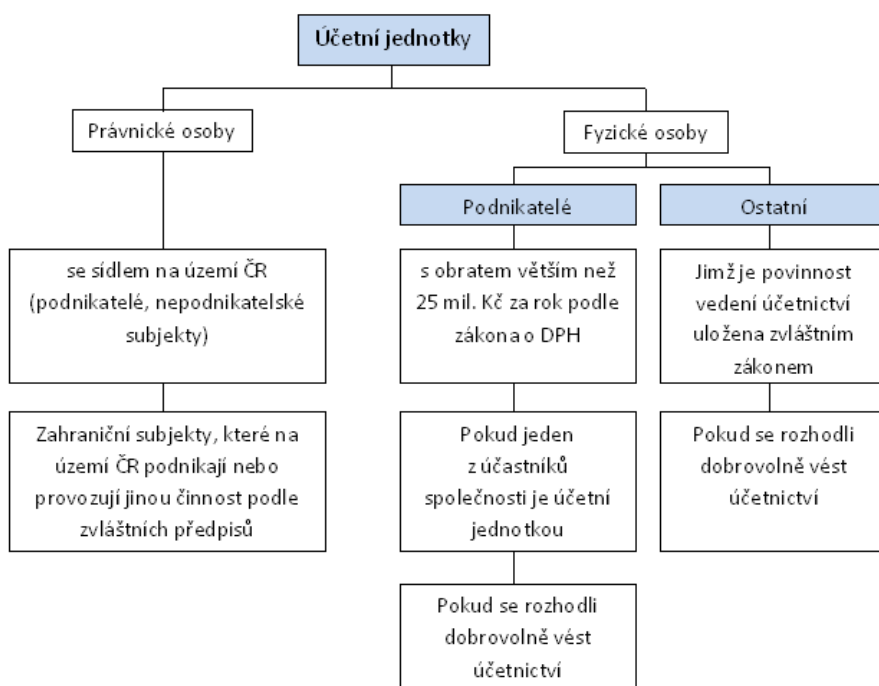 Účetní jednotky
Právnické osoby
Fyzické osoby
Podnikatelé
Ostatní
se sídlem na území ČR
(podnikatelé, nepodnikatelské
subjekty)
s obratem větším než
25 mil. Kč za rok podle
zákona o DPH
Jimž je povinnost
vedení účetnictví
uložena zvláštním
zákonem
Zahraniční subjekty, které na
území ČR podnikají nebo
provozují jinou činnost podle
zvláštních předpisů
Pokud jeden
z účastníků
společnosti je účetní
jednotkou
Pokud se rozhodli
dobrovolně vést
účetnictví
Pokud se rozhodli
dobrovolně vést
účetnictví